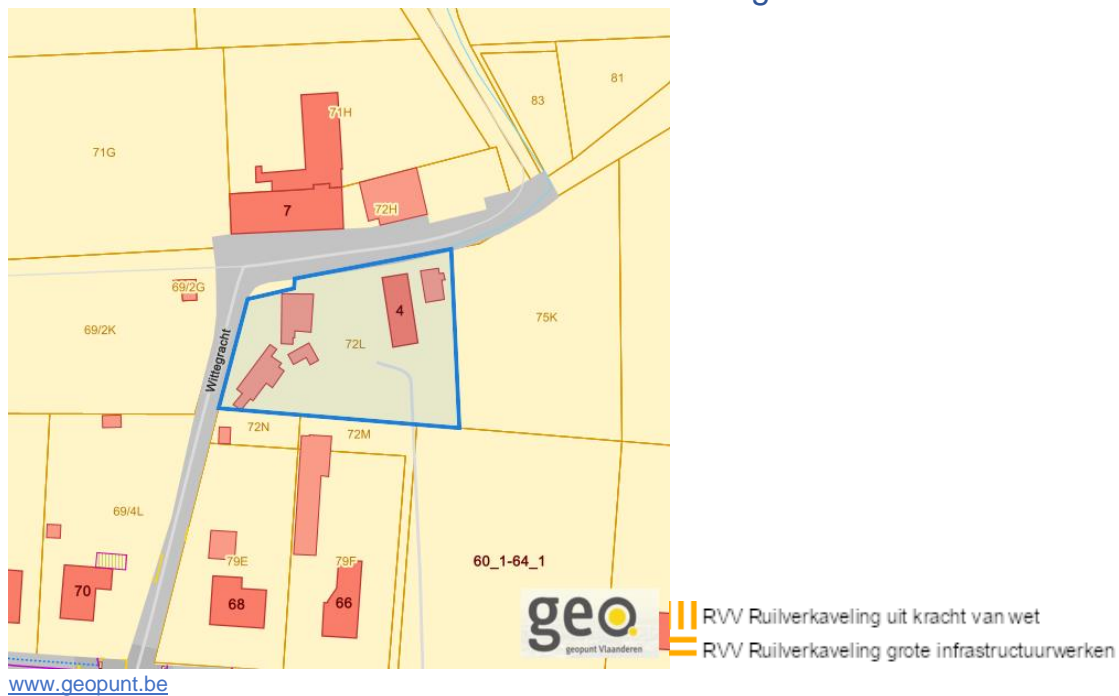 g
81
83
71H
71G
7
72H
69/2G
4
75K
69/2K
72L
Wittegracht
72N
72M
69/4L
60_1-64_1
79E
79F
70
68
66
geo.
geopunt Vlaanderen
RVV Ruilverkaveling uit kracht van wet
RVV Ruilverkaveling grote infrastructuurwerken
www.geopunt.be